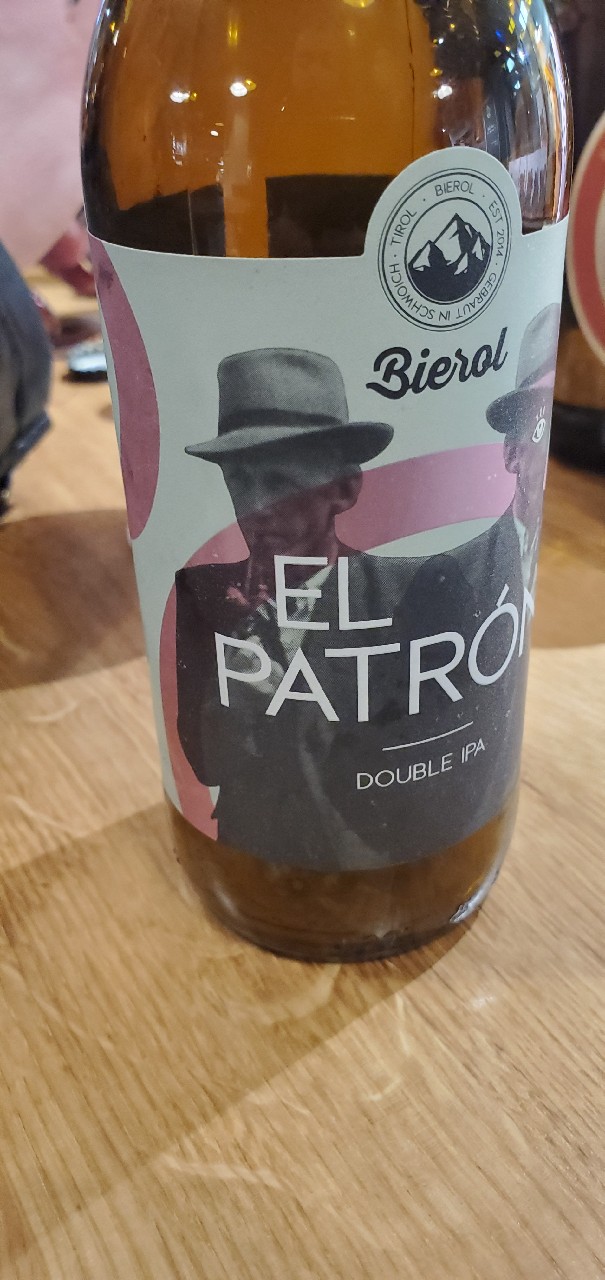 TIROL · BIEROL · EST 2014 · GEBRAUT IN SCHWOICH ·
Bierol
EL
PATRÓN
DOUBLE IPA